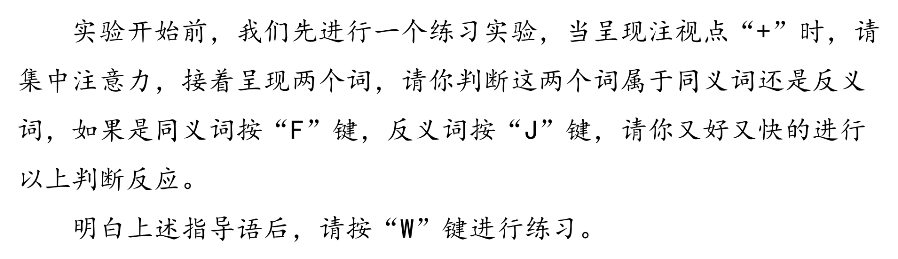 实验开始前，我们先进行一个练习实验，当呈现注视点“+”时，请
集中注意力，接着呈现两个词，请你判断这两个词属于同义词还是反义
词，如果是同义词按“F”键，反义词按“J”键，请你又好又快的进行
以上判断反应。
明白上述指导语后，请按“W”键进行练习。